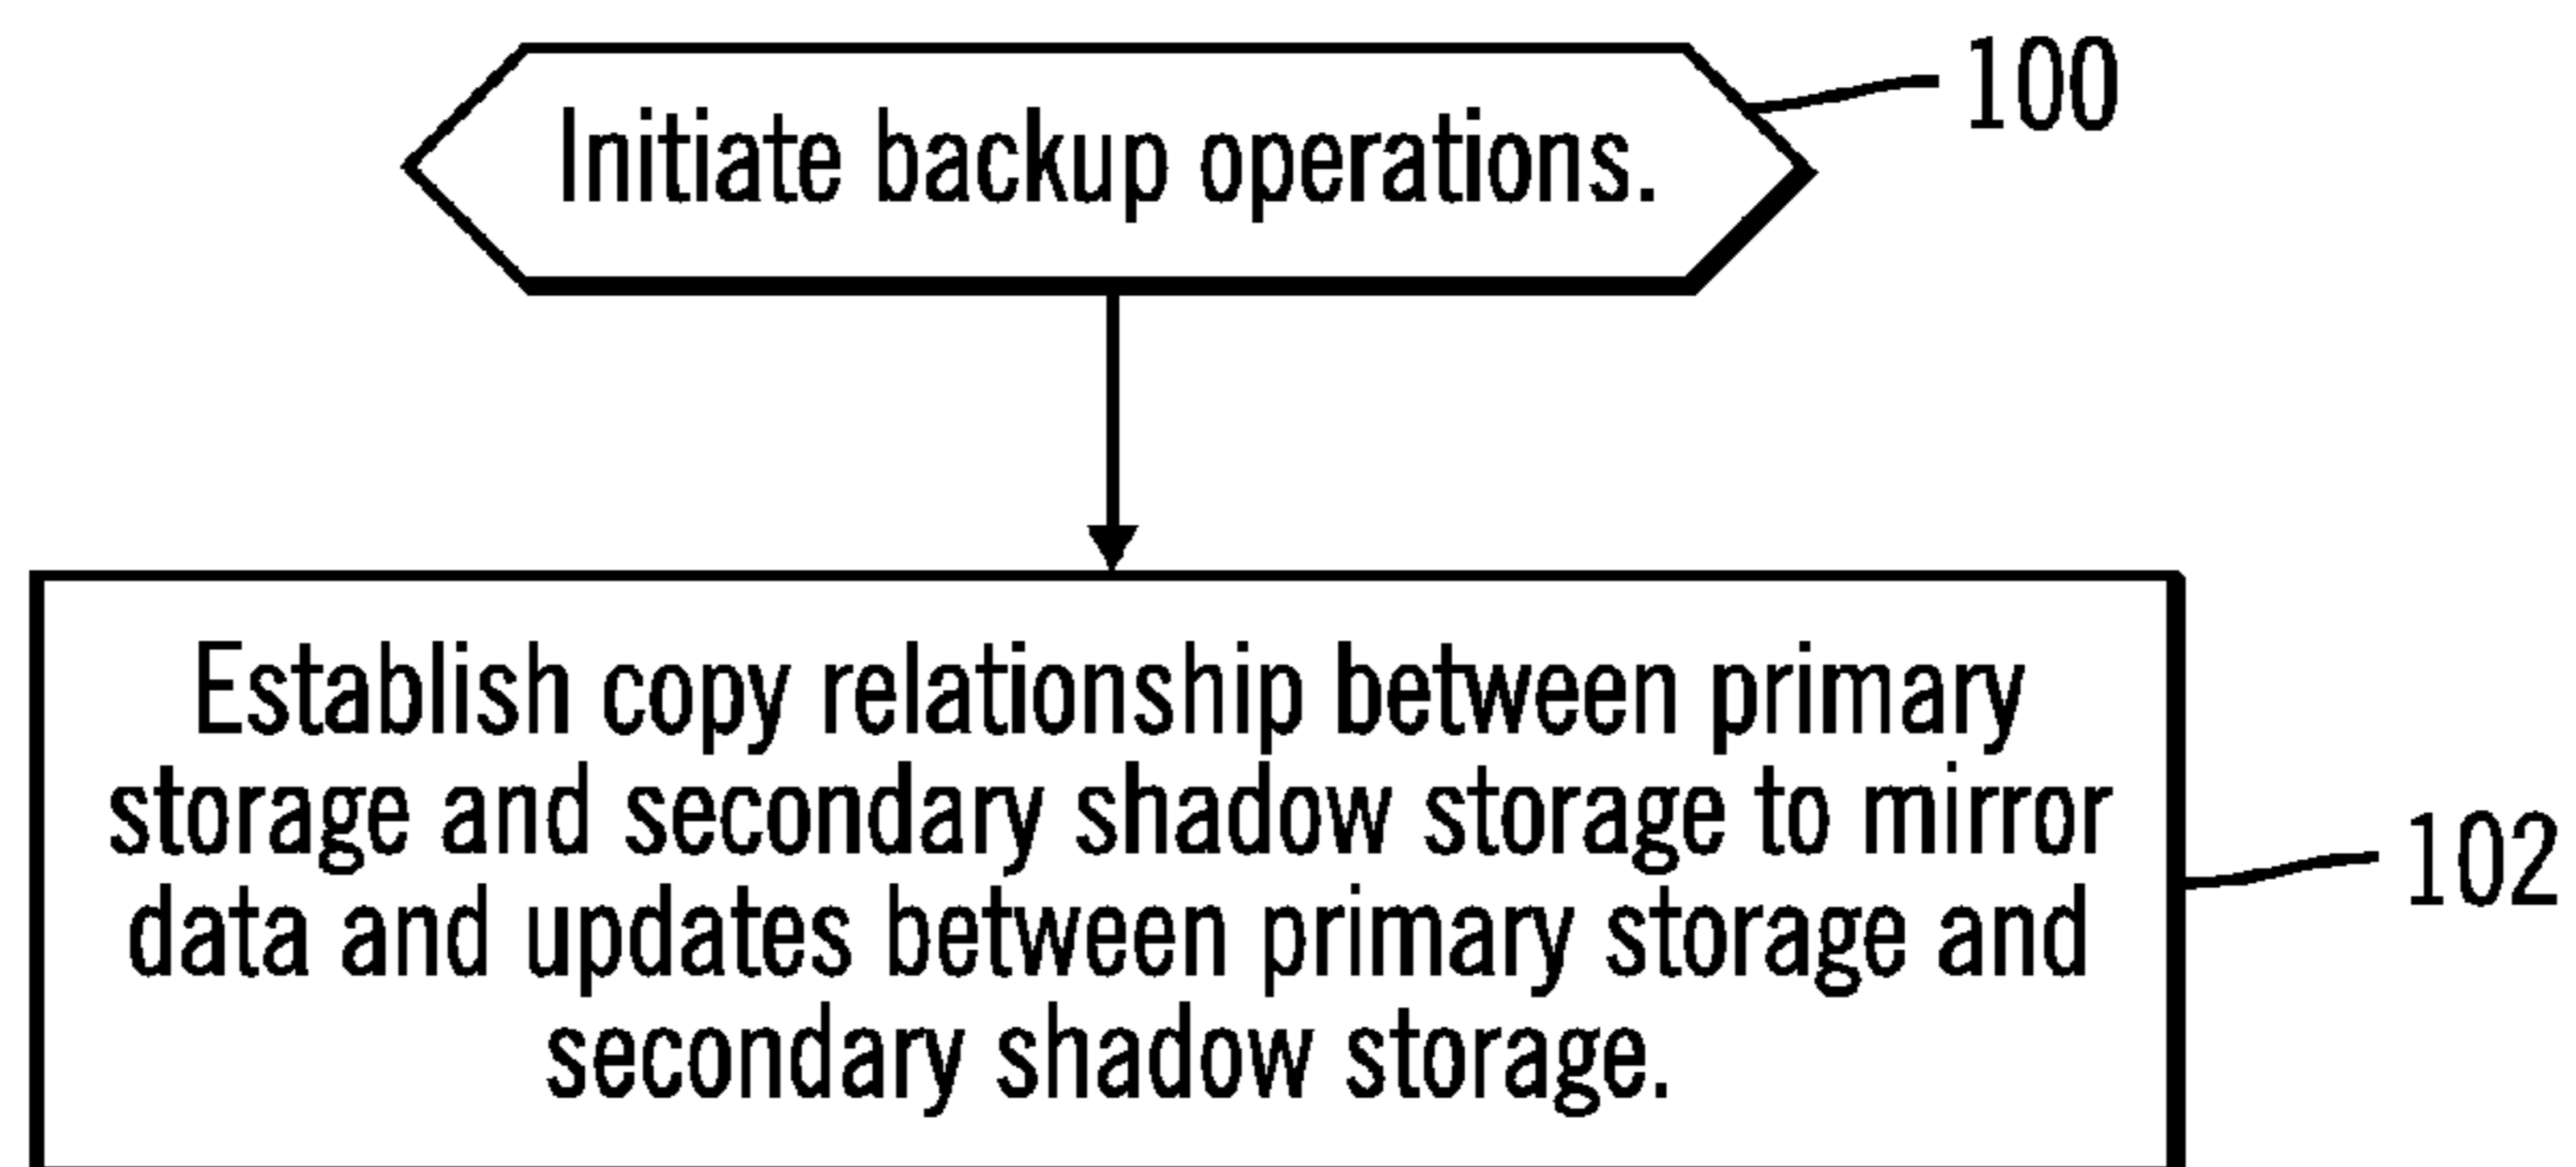 Initiate backup operations.
100
Establish copy relationship between primary
storage and secondary shadow storage to mirror
data and updates between primary storage and
secondary shadow storage.
102